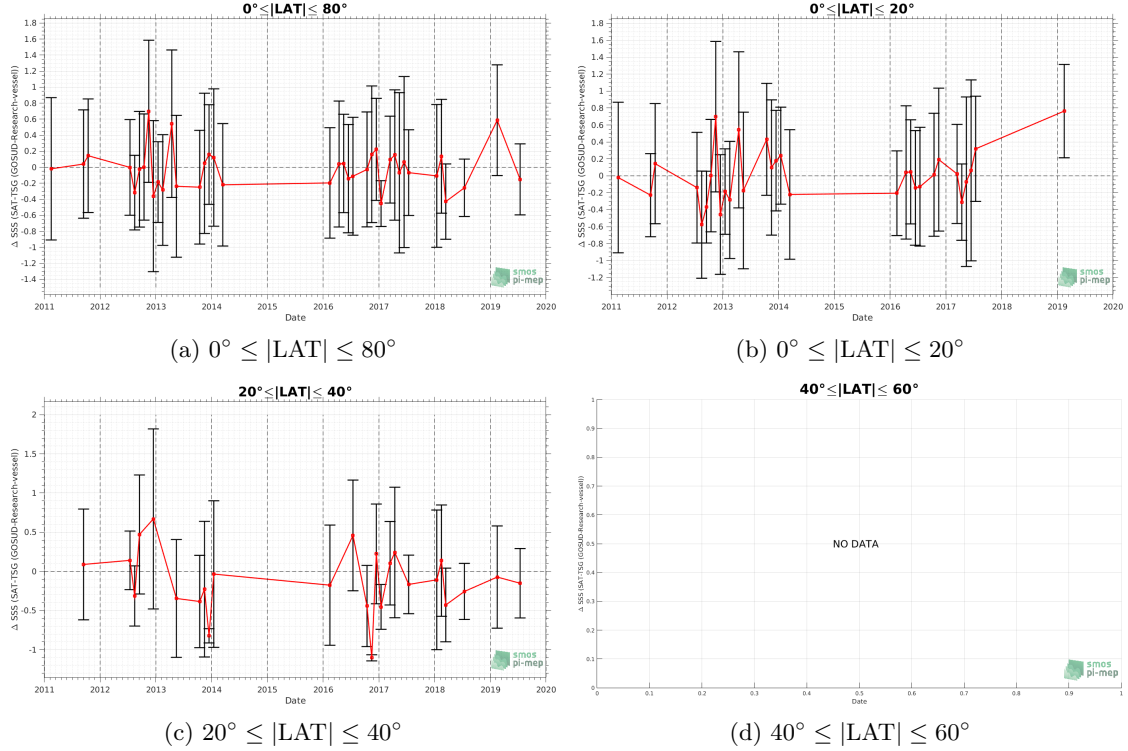 0°≤|LAT|≤ 80°
Δ SSS (SAT-TSG (GOSUD-Research-vessel))
1.8
1.6
1.4
1.2
1
0.8
0.6
0.4
0.2
0
-0.2
-0.4
-0.6
-0.8
-1
-1.2
-1.4
2011 2012 2013 2014 2015 2016 2017 2018 2019 2020
Date
smos
pi-mep
(a) 0° ≤ |LAT| ≤ 80°
0°≤|LAT|≤ 20°
Δ SSS (SAT-TSG (GOSUD-Research-vessel))
1.8
1.6
1.4
1.2
1
0.8
0.6
0.4
0.2
0
-0.2
-0.4
-0.6
-0.8
-1
-1.2
2011 2012 2013 2014 2015 2016 2017 2018 2019 2020
Date
smos
pi-mep
(b) 0° ≤ |LAT| ≤ 20°
20°≤|LAT|≤ 40°
Δ SSS (SAT-TSG (GOSUD-Research-vessel))
2
1.5
1
0.5
0
-0.5
-1
2011 2012 2013 2014 2015 2016 2017 2018 2019 2020
Date
smos
pi-mep
(c) 20° ≤ |LAT| ≤ 40°
40°≤|LAT|≤ 60°
Δ SSS (SAT-TSG (GOSUD-Research-vessel))
1
0.9
0.8
0.7
0.6
0.5
0.4
0.3
0.2
0.1
0
NO DATA
0 0.1 0.2 0.3 0.4 0.5 0.6 0.7 0.8 0.9 1
Date
smos
pi-mep
(d) 40° ≤ |LAT| ≤ 60°